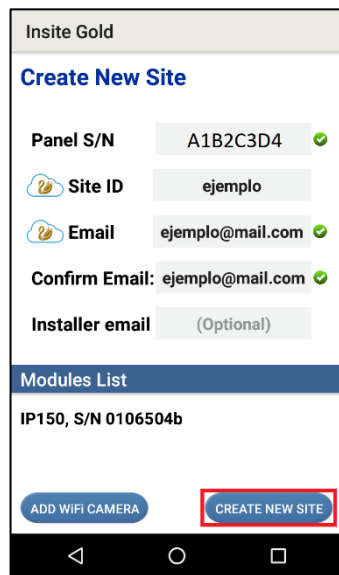 Insite Gold
Create New Site
Panel S/N A1B2C3D4
Site ID ejemplo
Email ejemplo@mail.com
Confirm Email: ejemplo@mail.com
Installer email (Optional)
Modules List
IP150, S/N 0106504b
ADD WiFi CAMERA CREATE NEW SITE